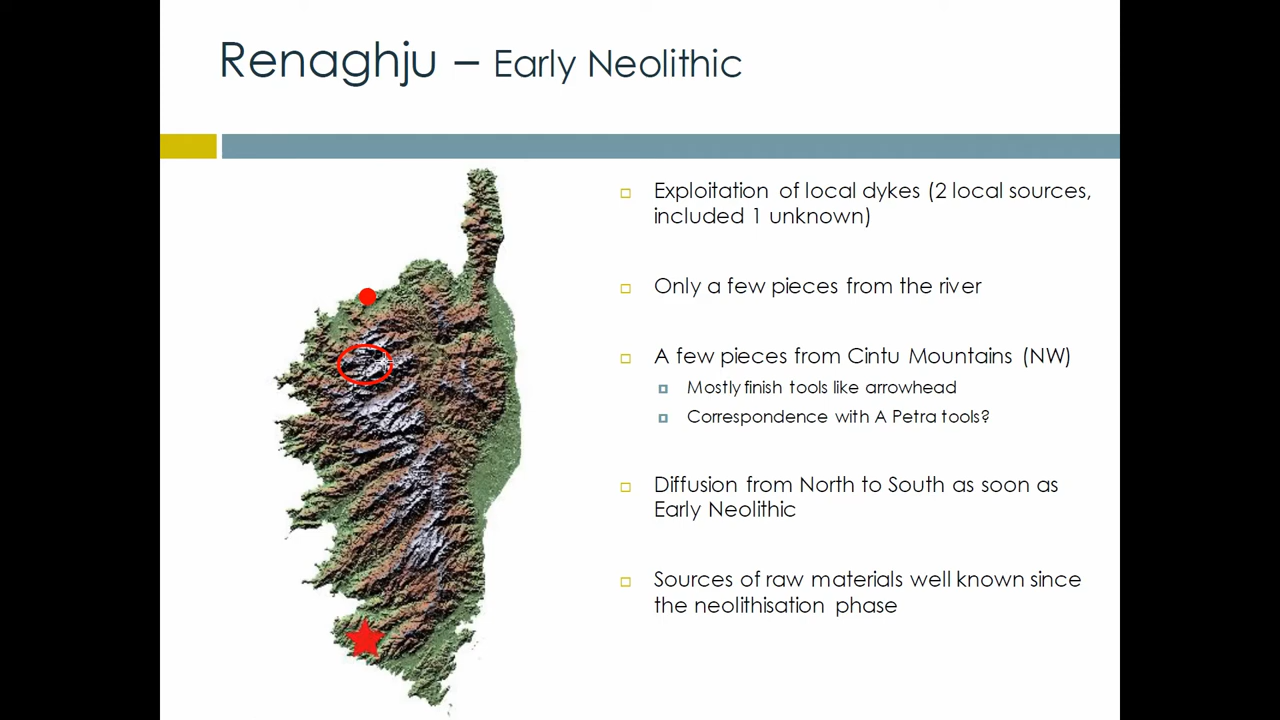 Renaghju – Early Neolithic
Exploitation of local dykes (2 local sources,
included 1 unknown)
Only a few pieces from the river
A few pieces from Cintu Mountains (NW)
Mostly finish tools like arrowhead
Correspondence with A Petra tools?
Diffusion from North to South as soon as
Early Neolithic
Sources of raw materials well known since
the neolithisation phase